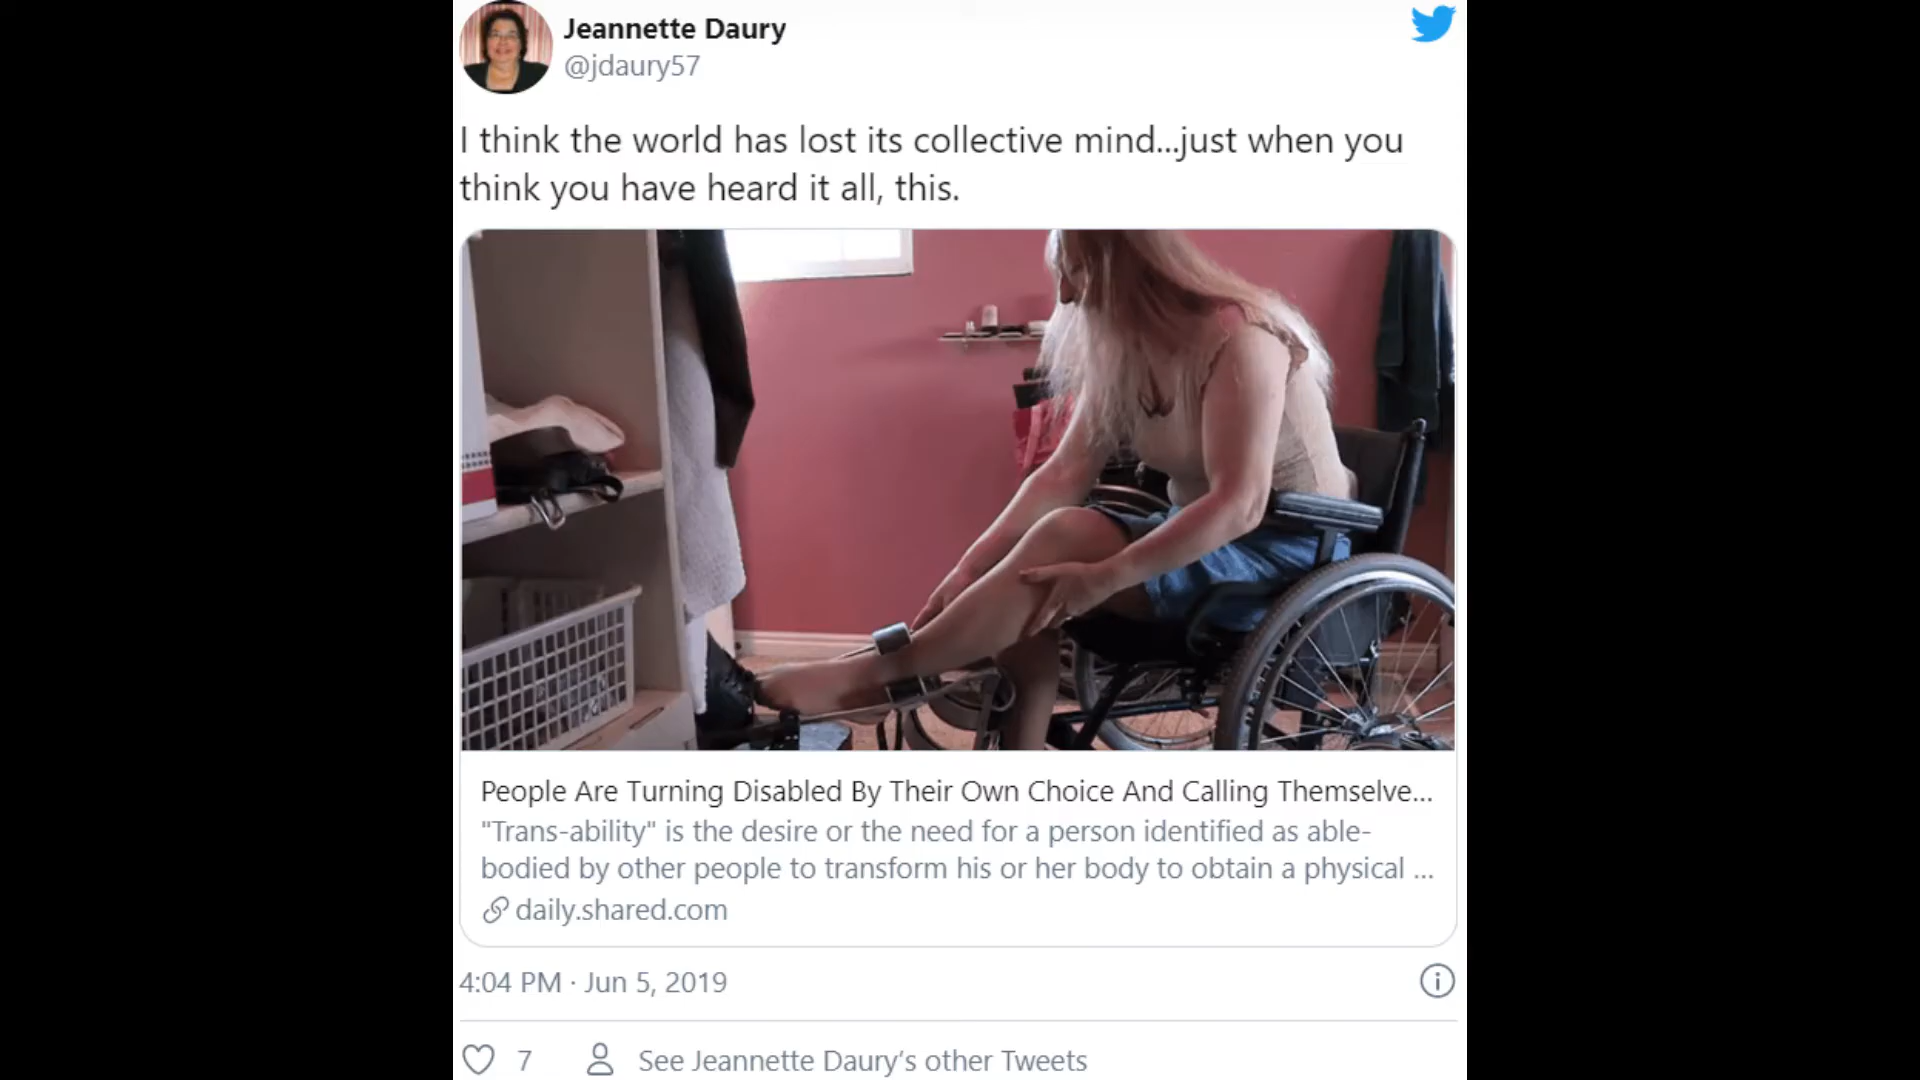 Jeannette Daury
@jdaury57
I think the world has lost its collective mind...just when you
think you have heard it all, this.
People Are Turning Disabled By Their Own Choice And Calling Themselve...
"Trans-ability" is the desire or the need for a person identified as able-
bodied by other people to transform his or her body to obtain a physical ...
daily.shared.com
4:04 PM · Jun 5, 2019
7 See Jeannette Daury's other Tweets